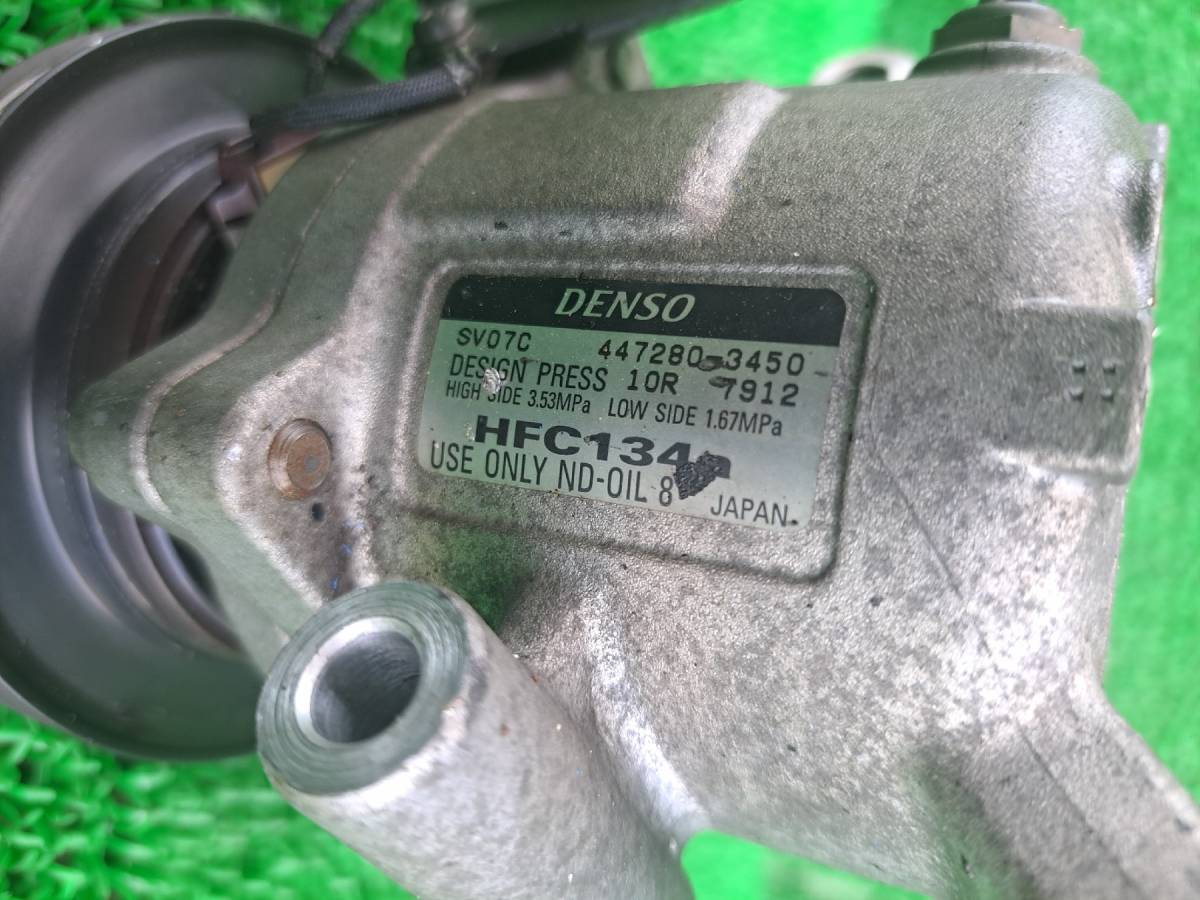 DENSO
SV07C 447280-3450
DESIGN PRESS 10R 7912
HIGH SIDE 3.53MPa LOW SIDE 1.67MPa
HFC134a
USE ONLY ND-OIL 8 JAPAN